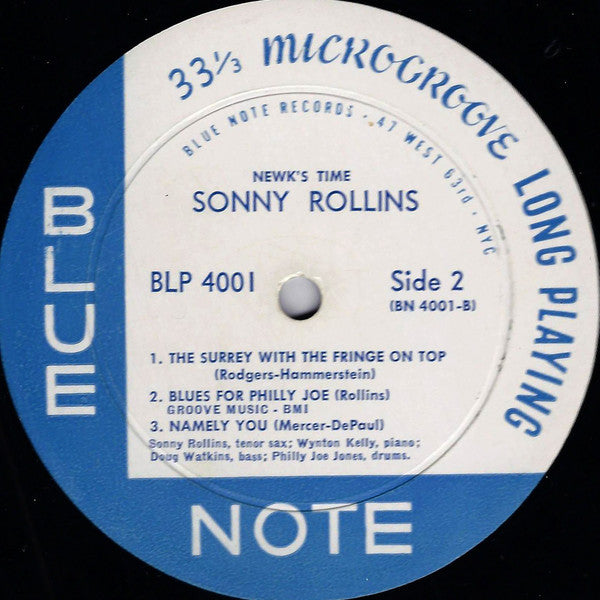 33⅓ MICROGROOVE LONG PLAYING
BLUE NOTE RECORDS · 47 WEST 63rd · NYC
NEWK'S TIME
SONNY ROLLINS
BLP 4001
Side 2
(BN 4001-B)
1. THE SURREY WITH THE FRINGE ON TOP
(Rodgers-Hammerstein)
2. BLUES FOR PHILLY JOE (Rollins)
GROOVE MUSIC - BMI
3. NAMELY YOU (Mercer-DePaul)
Sonny Rollins, tenor sax; Wynton Kelly, piano;
Doug Watkins, bass; Philly Joe Jones, drums.
BLUE
NOTE